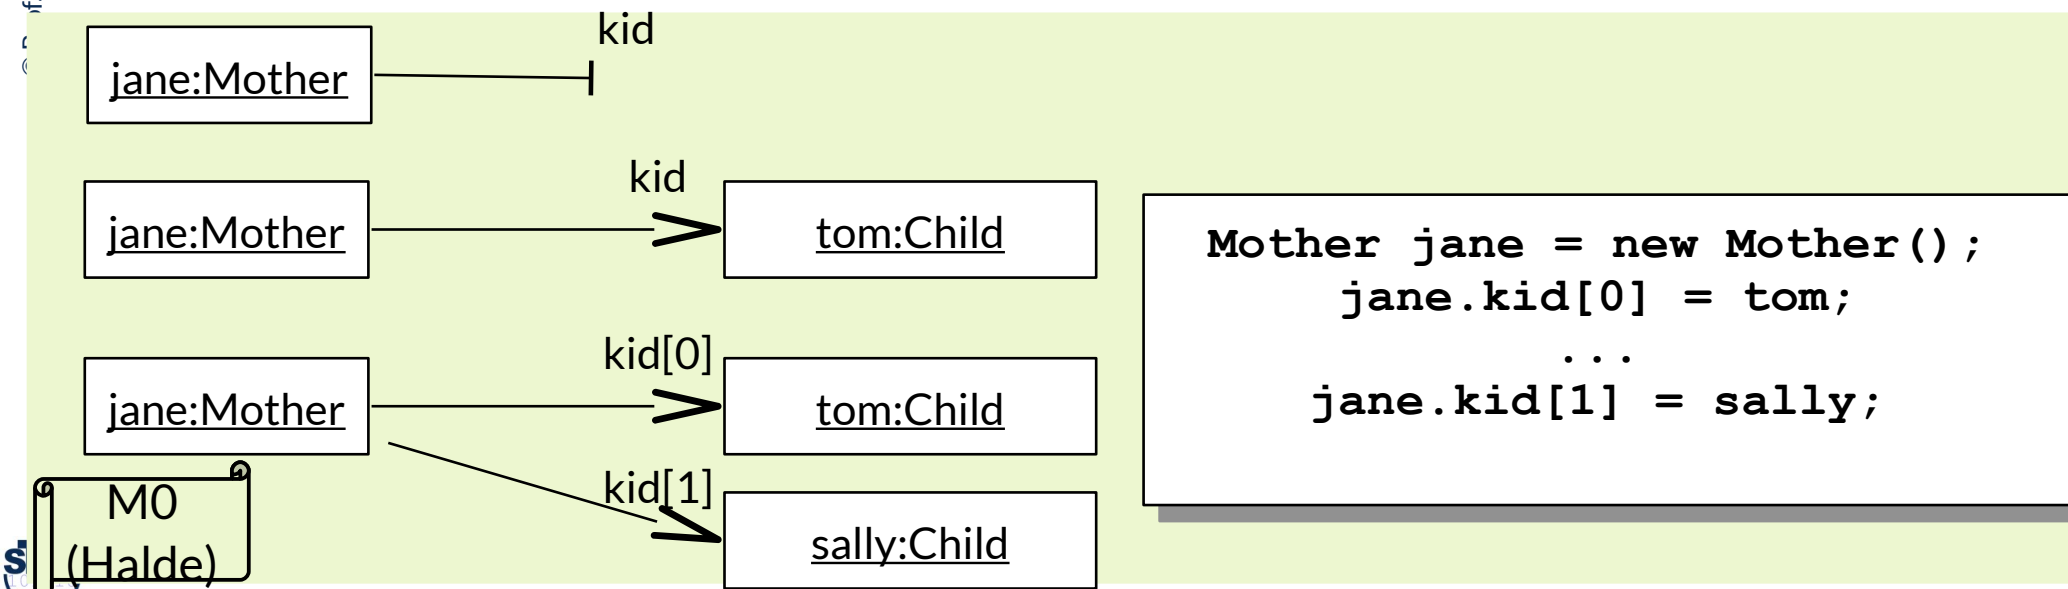 kid
jane:Mother
kid
jane:Mother
tom:Child
Mother jane = new Mother();
jane.kid[0] = tom;
...
jane.kid[1] = sally;
kid[0]
jane:Mother
tom:Child
kid[1]
sally:Child
M0
(Halde)